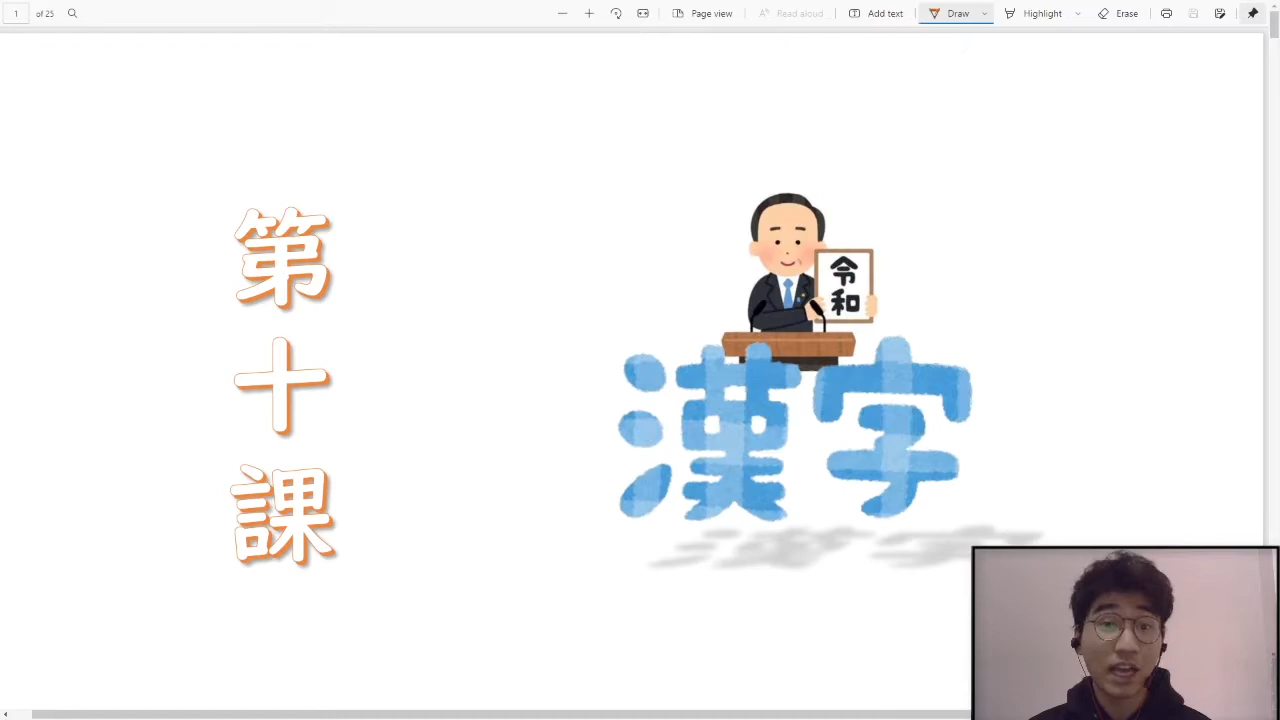 1 of 25
Page view
Read aloud
Add text
Draw
Highlight
Erase
第十課
令和
漢字